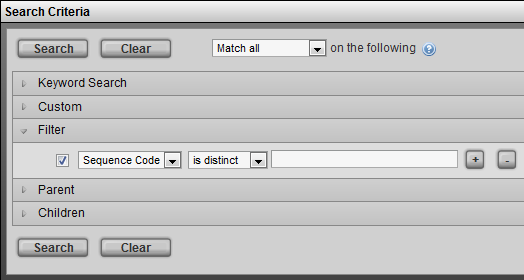 Search Criteria
Search Clear Match all on the following ?
Keyword Search
Custom
Filter
Sequence Code is distinct + -
Parent
Children
Search Clear